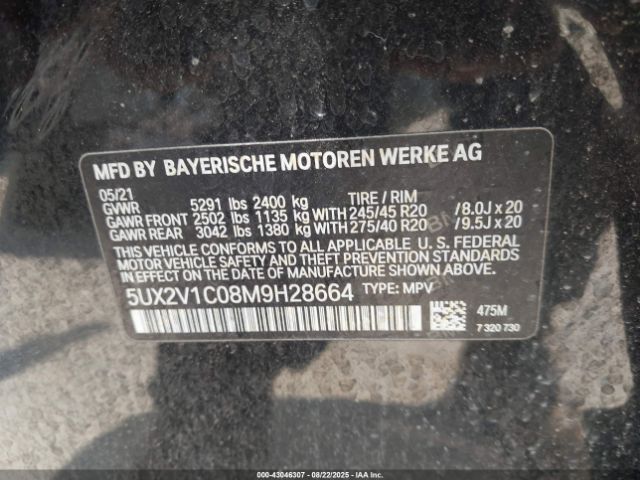 MFD BY BAYERISCHE MOTOREN WERKE AG
05/21
GVWR 5291 lbs 2400 kg TIRE / RIM
GAWR FRONT 2502 lbs 1135 kg WITH 245/45 R20 /8.0J x 20
GAWR REAR 3042 lbs 1380 kg WITH 275/40 R20 /9.5J x 20
THIS VEHICLE CONFORMS TO ALL APPLICABLE U. S. FEDERAL
MOTOR VEHICLE SAFETY AND THEFT PREVENTION STANDARDS
IN EFFECT ON THE DATE OF MANUFACTURE SHOWN ABOVE.
5UX2V1C08M9H28664 TYPE: MPV
475M
7 320 730
000-43046307 - 08/22/2025 - IAAI.COM